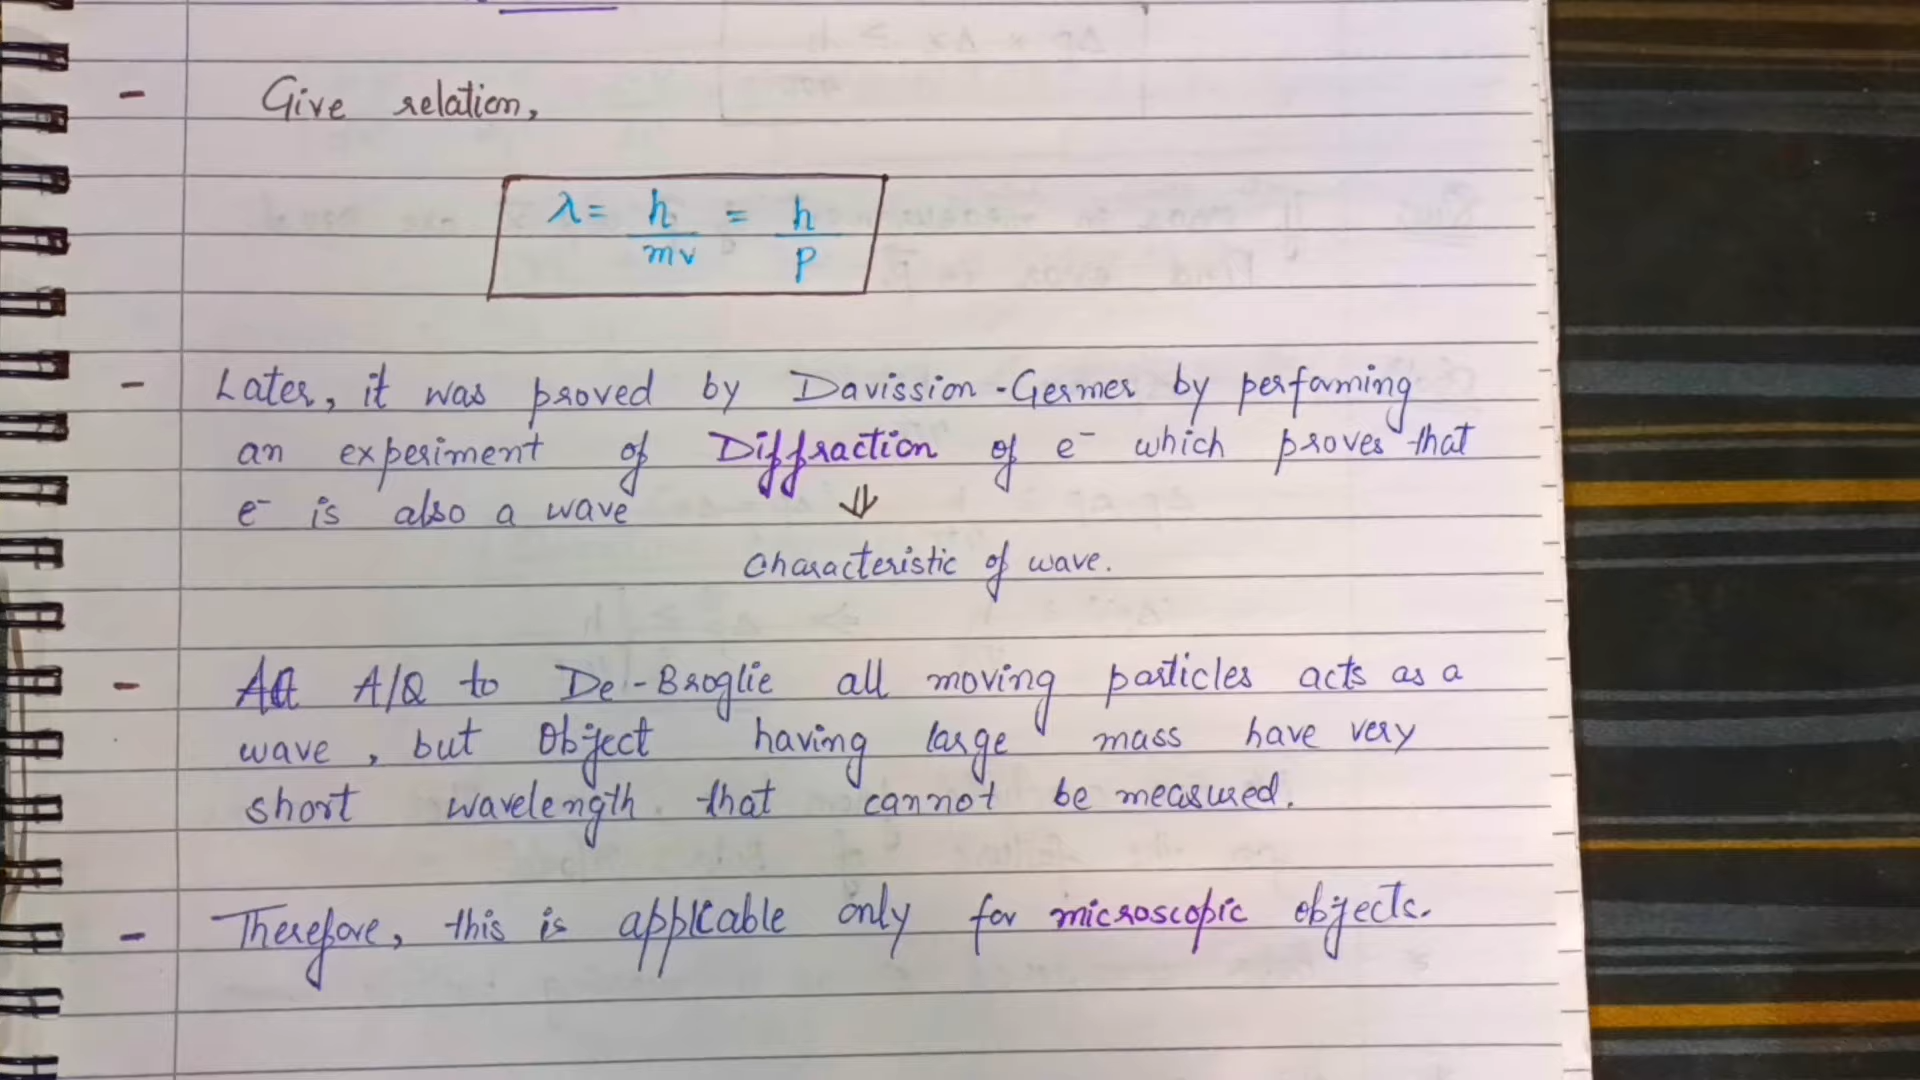 - Give relation,
λ = h/mv = h/p
- Later, it was proved by Davission-Germer by perfoming
an experiment of Diffraction of e⁻ which proves that
e⁻ is also a wave ⇓
Characteristic of wave.
- A/Q to De-Broglie all moving particles acts as a
wave, but Object having large mass have very
short wavelength. that cannot be measured.
- Therefore, this is applicable only for microscopic objects.